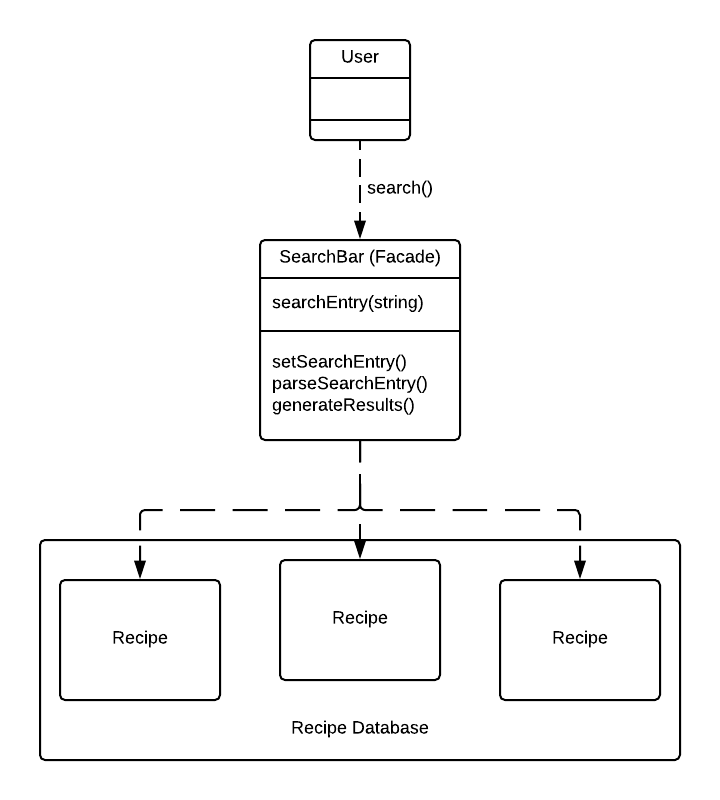 User
search()
SearchBar (Facade)
searchEntry(string)
setSearchEntry()
parseSearchEntry()
generateResults()
Recipe
Recipe
Recipe
Recipe Database